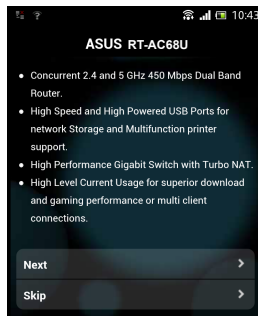 ? 10:43
ASUS RT-AC68U
● Concurrent 2.4 and 5 GHz 450 Mbps Dual Band
Router.
● High Speed and High Powered USB Ports for
network Storage and Multifunction printer
support.
● High Performance Gigabit Switch with Turbo NAT.
● High Level Current Usage for superior download
and gaming performance or multi client
connections.
Next
Skip